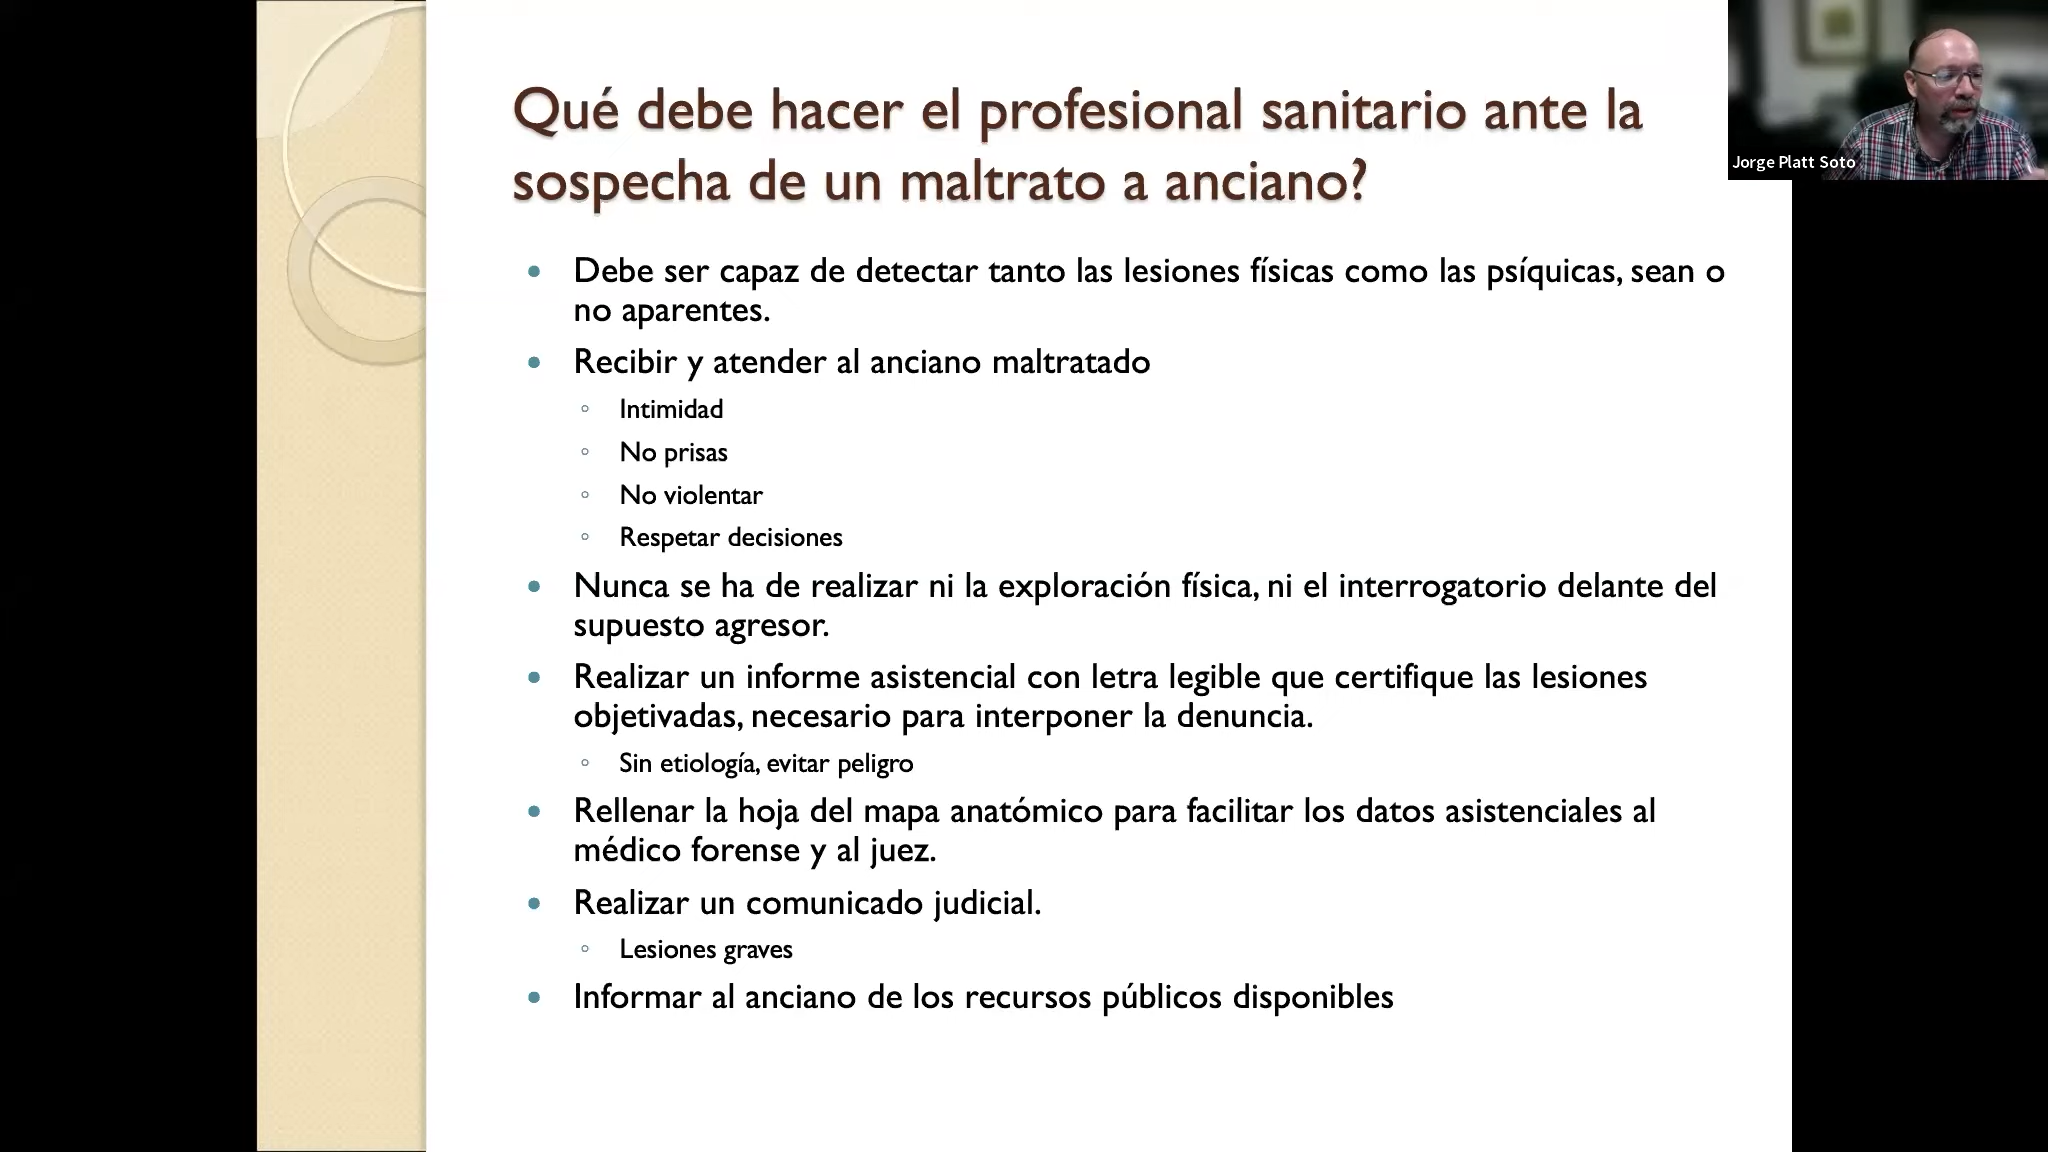 Qué debe hacer el profesional sanitario ante la
sospecha de un maltrato a anciano?
Jorge Platt Soto
• Debe ser capaz de detectar tanto las lesiones físicas como las psíquicas, sean o
no aparentes.
• Recibir y atender al anciano maltratado
◦ Intimidad
◦ No prisas
◦ No violentar
◦ Respetar decisiones
• Nunca se ha de realizar ni la exploración física, ni el interrogatorio delante del
supuesto agresor.
• Realizar un informe asistencial con letra legible que certifique las lesiones
objetivadas, necesario para interponer la denuncia.
◦ Sin etiología, evitar peligro
• Rellenar la hoja del mapa anatómico para facilitar los datos asistenciales al
médico forense y al juez.
• Realizar un comunicado judicial.
◦ Lesiones graves
• Informar al anciano de los recursos públicos disponibles